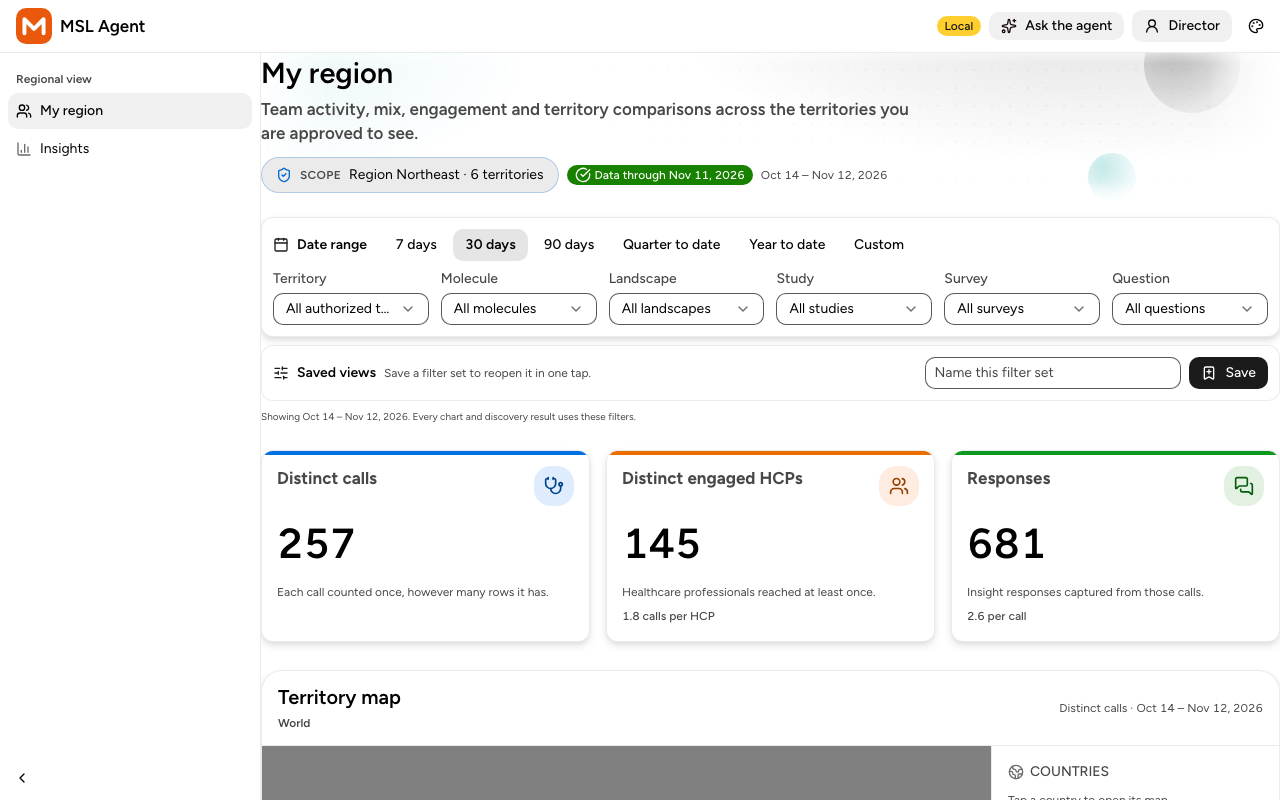 MSL Agent
Local
Ask the agent
Director
Regional view
My region
Insights
My region
Team activity, mix, engagement and territory comparisons across the territories you
are approved to see.
SCOPE Region Northeast · 6 territories
Data through Nov 11, 2026
Oct 14 – Nov 12, 2026
Date range
7 days
30 days
90 days
Quarter to date
Year to date
Custom
Territory
Molecule
Landscape
Study
Survey
Question
All authorized t...
All molecules
All landscapes
All studies
All surveys
All questions
Saved views
Save a filter set to reopen it in one tap.
Name this filter set
Save
Showing Oct 14 – Nov 12, 2026. Every chart and discovery result uses these filters.
Distinct calls
257
Each call counted once, however many rows it has.
Distinct engaged HCPs
145
Healthcare professionals reached at least once.
1.8 calls per HCP
Responses
681
Insight responses captured from those calls.
2.6 per call
Territory map
World
Distinct calls · Oct 14 – Nov 12, 2026
COUNTRIES
Tap a country to open its map